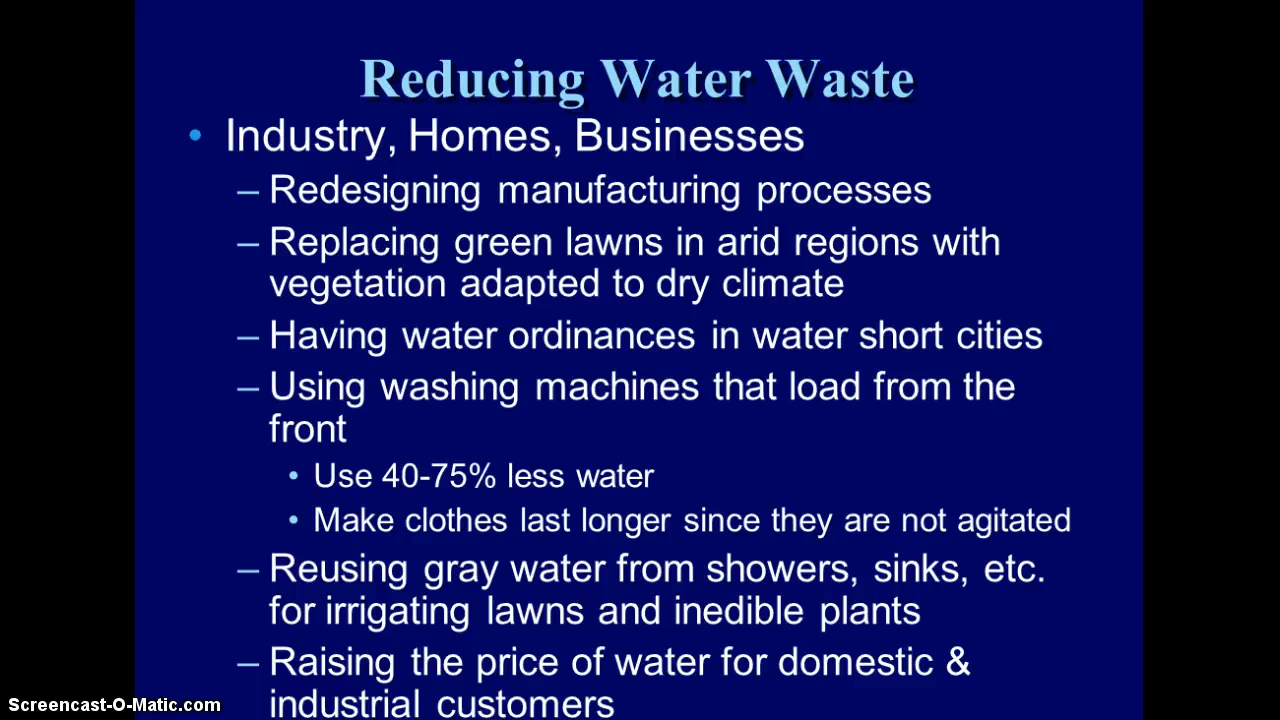 Reducing Water Waste
• Industry, Homes, Businesses
– Redesigning manufacturing processes
– Replacing green lawns in arid regions with
vegetation adapted to dry climate
– Having water ordinances in water short cities
– Using washing machines that load from the
front
• Use 40-75% less water
• Make clothes last longer since they are not agitated
– Reusing gray water from showers, sinks, etc.
for irrigating lawns and inedible plants
– Raising the price of water for domestic &
industrial customers
Screencast-O-Matic.com